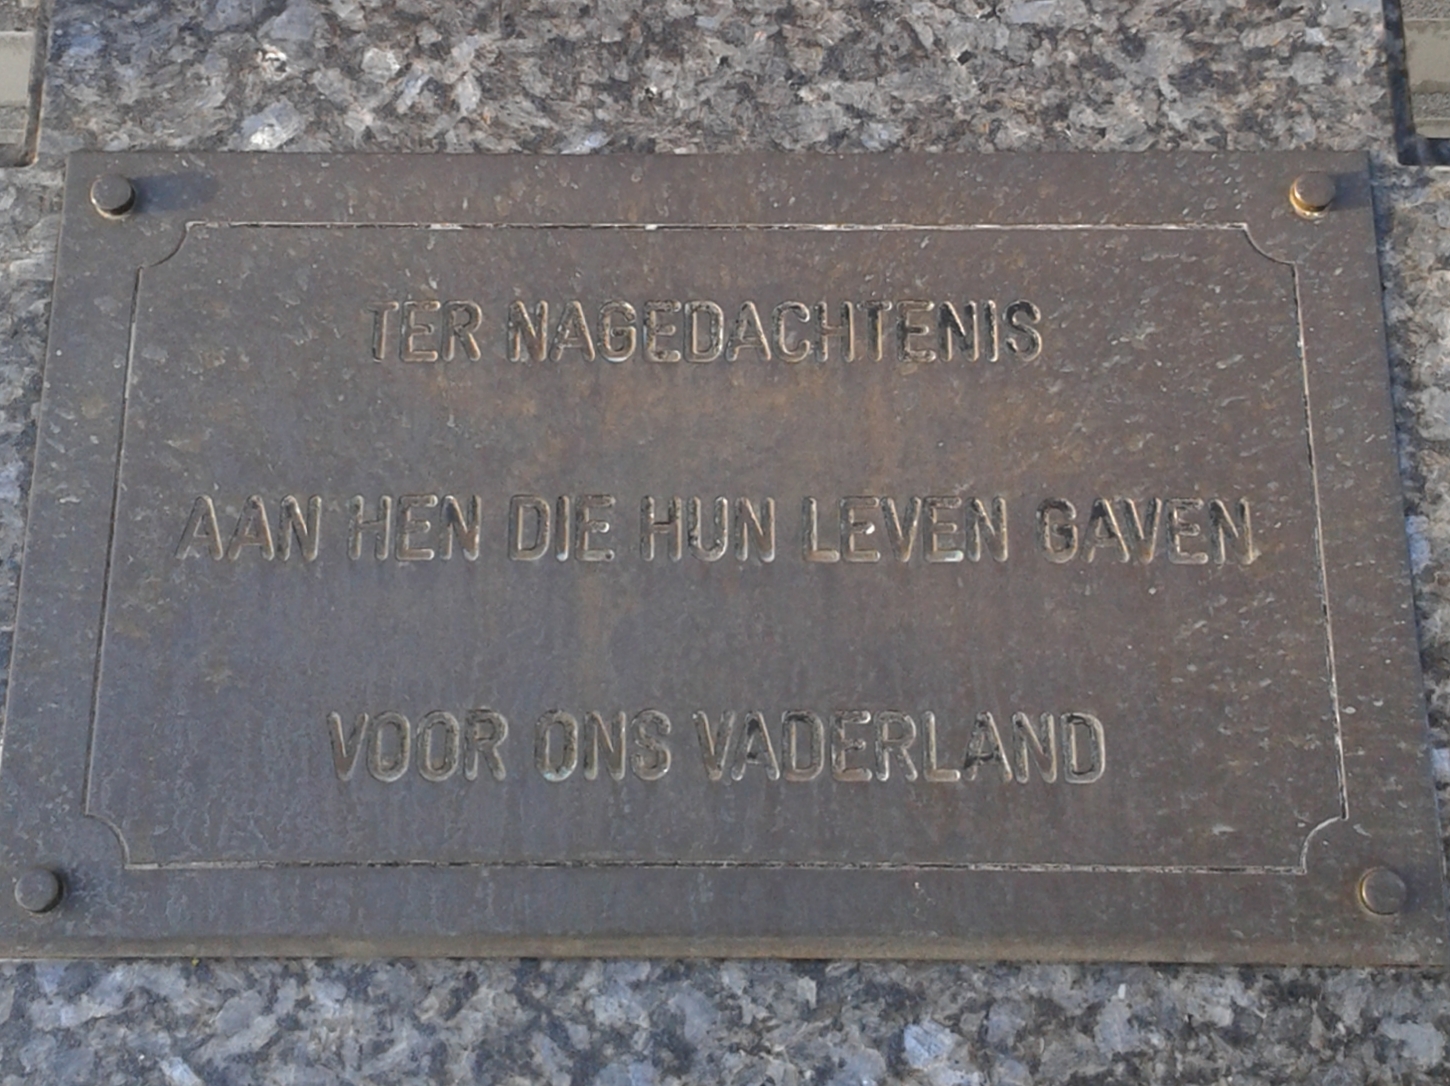 TER NAGEDACHTENIS
AAN HEN DIE HUN LEVEN GAVEN
VOOR ONS VADERLAND